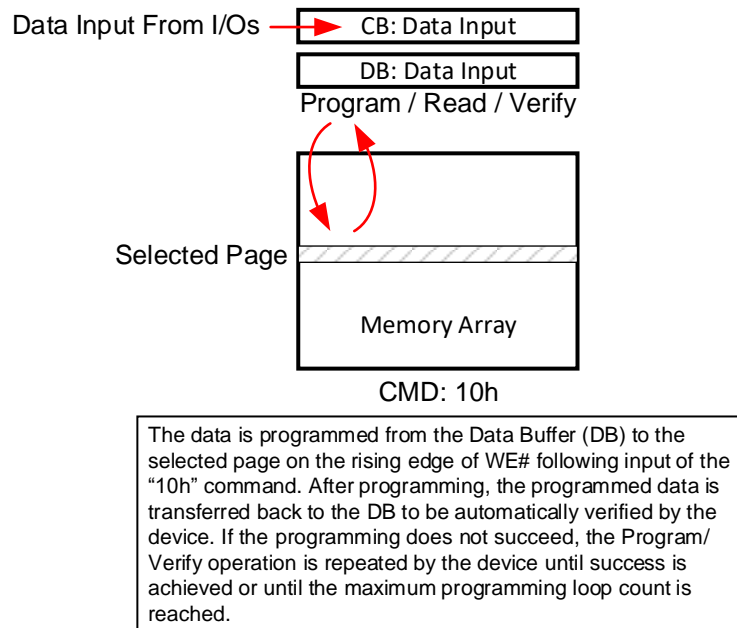 Data Input From I/Os
CB: Data Input
DB: Data Input
Program / Read / Verify
Selected Page
Memory Array
CMD: 10h
The data is programmed from the Data Buffer (DB) to the
selected page on the rising edge of WE# following input of the
“10h” command. After programming, the programmed data is
transferred back to the DB to be automatically verified by the
device. If the programming does not succeed, the Program/
Verify operation is repeated by the device until success is
achieved or until the maximum programming loop count is
reached.